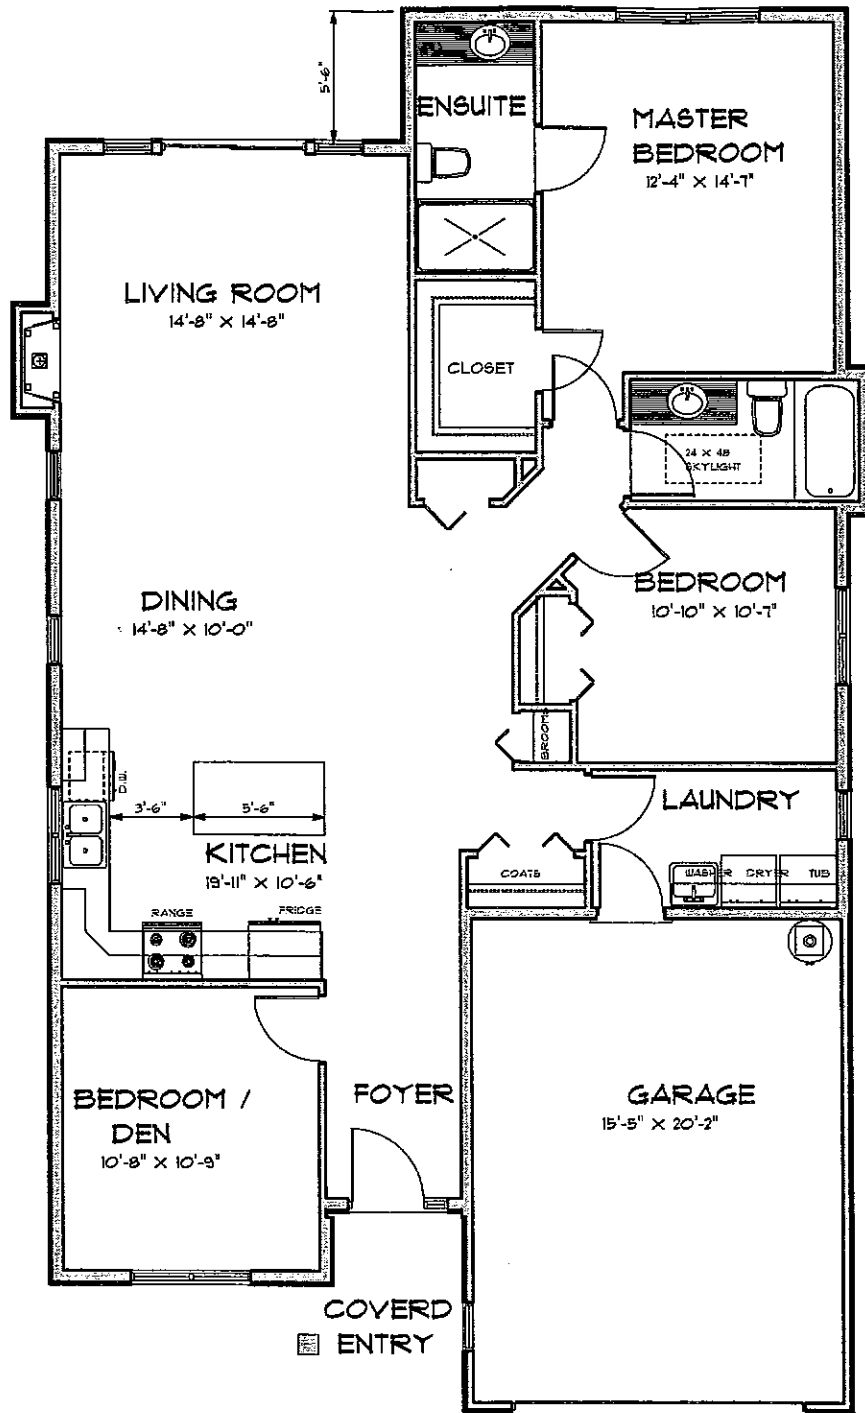 5'-6"
ENSUITE
MASTER
BEDROOM
12'-4" X 14'-7"
LIVING ROOM
14'-8" X 14'-8"
CLOSET
24 X 48
SKYLIGHT
DINING
14'-8" X 10'-0"
BEDROOM
10'-10" X 10'-7"
BROOMS
D.W.
3'-6"
5'-6"
LAUNDRY
KITCHEN
19'-11" X 10'-6"
COATS
WASHER
DRYER
TUB
RANGE
FRIDGE
BEDROOM /
DEN
10'-8" X 10'-9"
FOYER
GARAGE
15'-5" X 20'-2"
COVERD
ENTRY